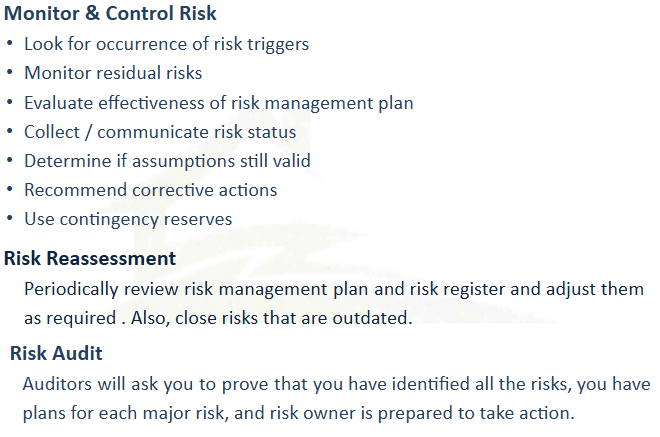 Monitor & Control Risk
• Look for occurrence of risk triggers
• Monitor residual risks
• Evaluate effectiveness of risk management plan
• Collect / communicate risk status
• Determine if assumptions still valid
• Recommend corrective actions
• Use contingency reserves
Risk Reassessment
Periodically review risk management plan and risk register and adjust them
as required . Also, close risks that are outdated.
Risk Audit
Auditors will ask you to prove that you have identified all the risks, you have
plans for each major risk, and risk owner is prepared to take action.